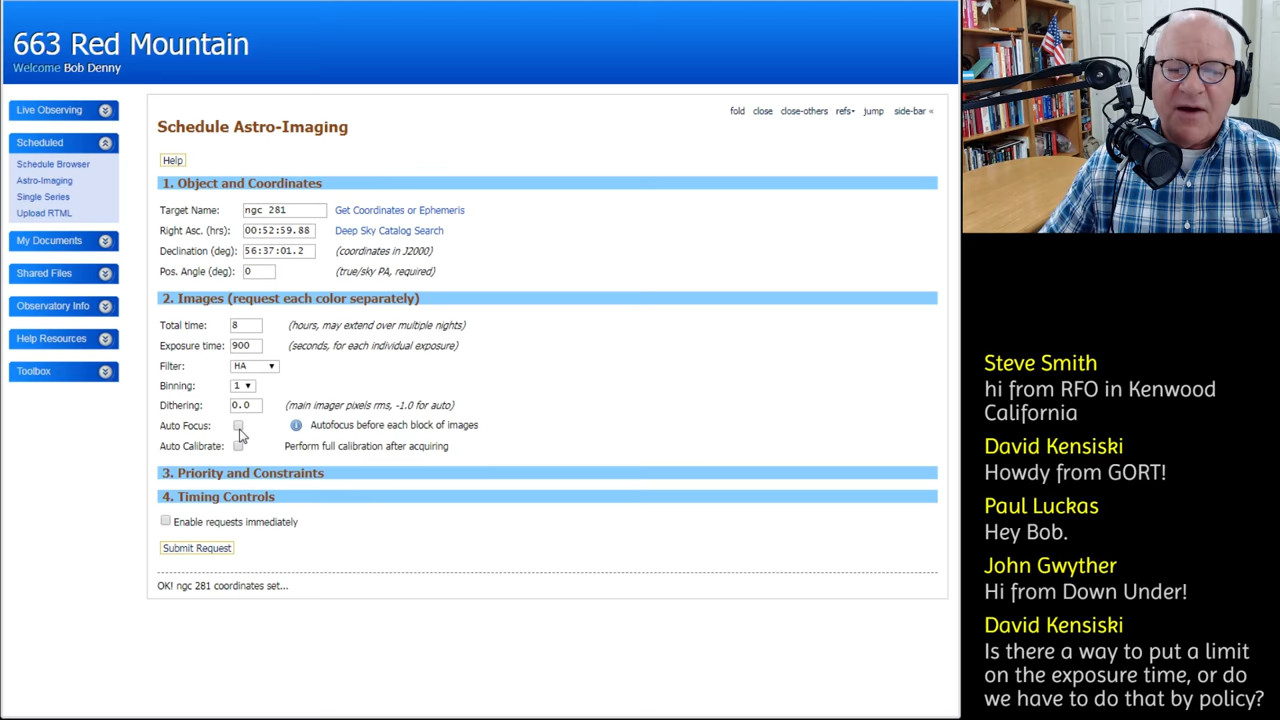 663 Red Mountain
Welcome Bob Denny
Live Observing
Scheduled
Schedule Browser
Astro-Imaging
Single Series
Upload RTML
My Documents
Shared Files
Observatory Info
Help Resources
Toolbox
fold close close-others refs▾ jump side-bar «
Schedule Astro-Imaging
Help
1. Object and Coordinates
Target Name: ngc 281 Get Coordinates or Ephemeris
Right Asc. (hrs): 00:52:59.88 Deep Sky Catalog Search
Declination (deg): 56:37:01.2 (coordinates in J2000)
Pos. Angle (deg): 0 (true/sky PA, required)
2. Images (request each color separately)
Total time: 8 (hours, may extend over multiple nights)
Exposure time: 900 (seconds, for each individual exposure)
Filter: HA
Binning: 1
Dithering: 0.0 (main imager pixels rms, -1.0 for auto)
Auto Focus: i Autofocus before each block of images
Auto Calibrate: Perform full calibration after acquiring
3. Priority and Constraints
4. Timing Controls
Enable requests immediately
Submit Request
OK! ngc 281 coordinates set...
Steve Smith
hi from RFO in Kenwood
California
David Kensiski
Howdy from GORT!
Paul Luckas
Hey Bob.
John Gwyther
Hi from Down Under!
David Kensiski
Is there a way to put a limit
on the exposure time, or do
we have to do that by policy?